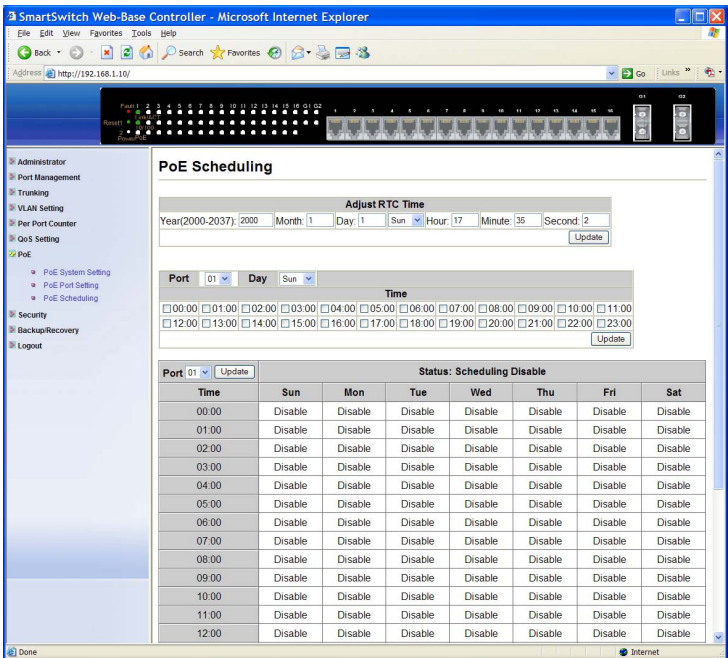 SmartSwitch Web-Base Controller - Microsoft Internet Explorer
File Edit View Favorites Tools Help
Back Search Favorites
Address http://192.168.1.10/ Go Links »
Fault 1 2 3 4 5 6 7 8 9 10 11 12 13 14 15 16 G1 G2
Reset1
1 2 3 4 5 6 7 8 9 10 11 12 13 14 15 16
G1 G2
Administrator
Port Management
Trunking
VLAN Setting
Per Port Counter
QoS Setting
PoE
PoE System Setting
PoE Port Setting
PoE Scheduling
Security
Backup/Recovery
Logout
PoE Scheduling
Adjust RTC Time
Year(2000-2037): 2000 Month: 1 Day: 1 Sun Hour: 17 Minute: 35 Second: 2
Update
Port 01 Day Sun
Time
00:00 01:00 02:00 03:00 04:00 05:00 06:00 07:00 08:00 09:00 10:00 11:00
12:00 13:00 14:00 15:00 16:00 17:00 18:00 19:00 20:00 21:00 22:00 23:00
Update
Port 01 Update Status: Scheduling Disable
Time Sun Mon Tue Wed Thu Fri Sat
00:00 Disable Disable Disable Disable Disable Disable Disable
01:00 Disable Disable Disable Disable Disable Disable Disable
02:00 Disable Disable Disable Disable Disable Disable Disable
03:00 Disable Disable Disable Disable Disable Disable Disable
04:00 Disable Disable Disable Disable Disable Disable Disable
05:00 Disable Disable Disable Disable Disable Disable Disable
06:00 Disable Disable Disable Disable Disable Disable Disable
07:00 Disable Disable Disable Disable Disable Disable Disable
08:00 Disable Disable Disable Disable Disable Disable Disable
09:00 Disable Disable Disable Disable Disable Disable Disable
10:00 Disable Disable Disable Disable Disable Disable Disable
11:00 Disable Disable Disable Disable Disable Disable Disable
12:00 Disable Disable Disable Disable Disable Disable Disable
Done Internet